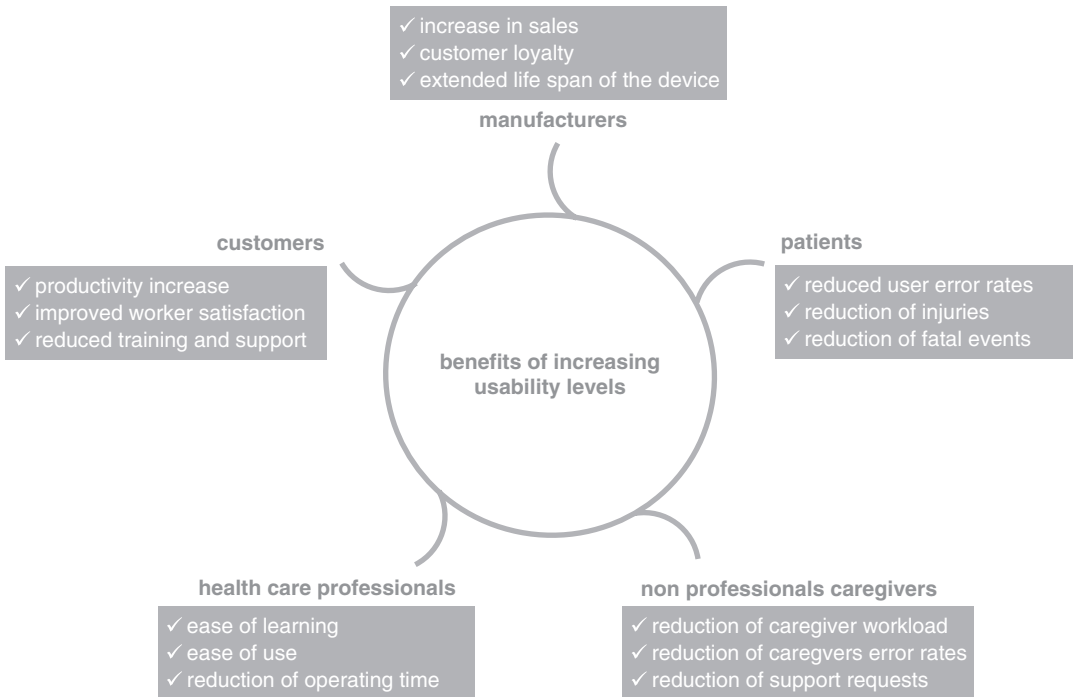 ✓ increase in sales
✓ customer loyalty
✓ extended life span of the device
manufacturers
customers
✓ productivity increase
✓ improved worker satisfaction
✓ reduced training and support
patients
✓ reduced user error rates
✓ reduction of injuries
✓ reduction of fatal events
benefits of increasing
usability levels
health care professionals
✓ ease of learning
✓ ease of use
✓ reduction of operating time
non professionals caregivers
✓ reduction of caregiver workload
✓ reduction of caregvers error rates
✓ reduction of support requests